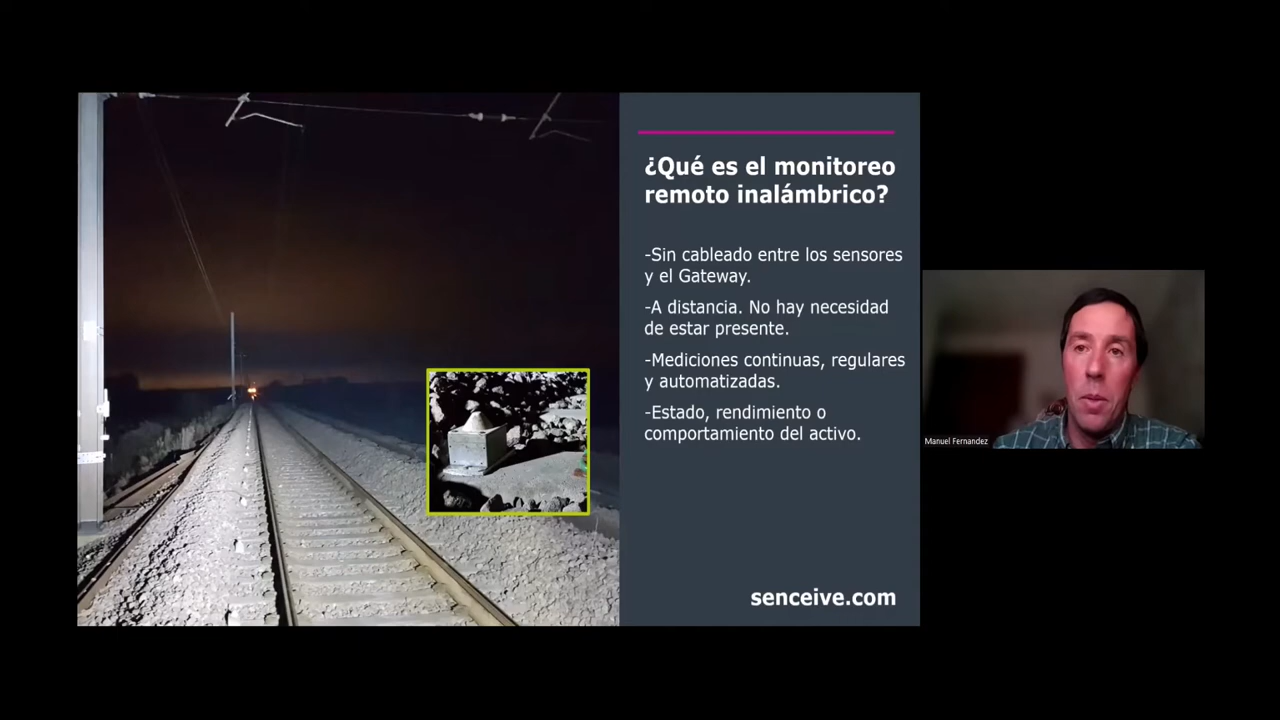 ¿Qué es el monitoreo
remoto inalámbrico?
-Sin cableado entre los sensores
y el Gateway.
-A distancia. No hay necesidad
de estar presente.
-Mediciones continuas, regulares
y automatizadas.
-Estado, rendimiento o
comportamiento del activo.
senceive.com
Manuel Fernandez